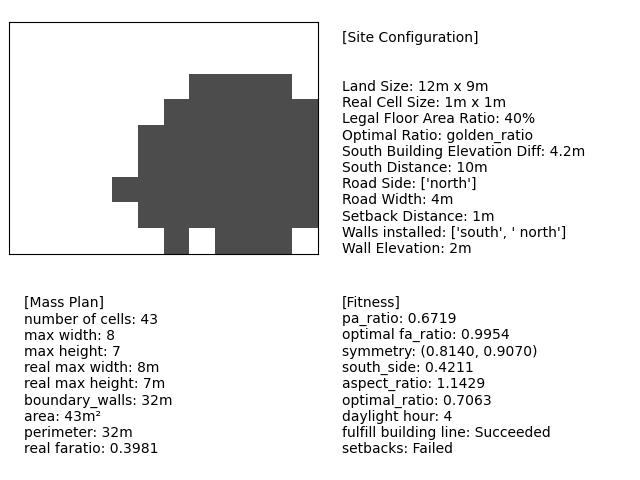 [Site Configuration]
Land Size: 12m x 9m
Real Cell Size: 1m x 1m
Legal Floor Area Ratio: 40%
Optimal Ratio: golden_ratio
South Building Elevation Diff: 4.2m
South Distance: 10m
Road Side: ['north']
Road Width: 4m
Setback Distance: 1m
Walls installed: ['south', ' north']
Wall Elevation: 2m
[Mass Plan]
number of cells: 43
max width: 8
max height: 7
real max width: 8m
real max height: 7m
boundary_walls: 32m
area: 43m²
perimeter: 32m
real faratio: 0.3981
[Fitness]
pa_ratio: 0.6719
optimal fa_ratio: 0.9954
symmetry: (0.8140, 0.9070)
south_side: 0.4211
aspect_ratio: 1.1429
optimal_ratio: 0.7063
daylight hour: 4
fulfill building line: Succeeded
setbacks: Failed